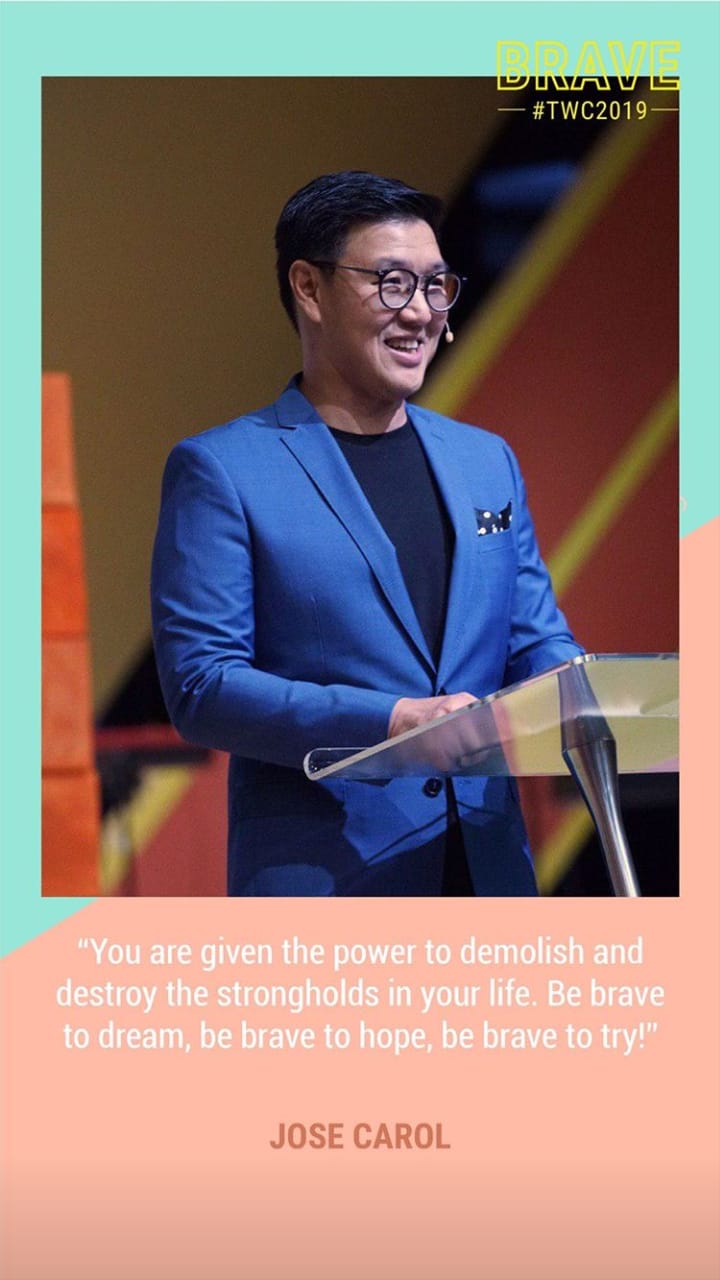 BRAVE
#TWC2019
“You are given the power to demolish and
destroy the strongholds in your life. Be brave
to dream, be brave to hope, be brave to try!”
JOSE CAROL